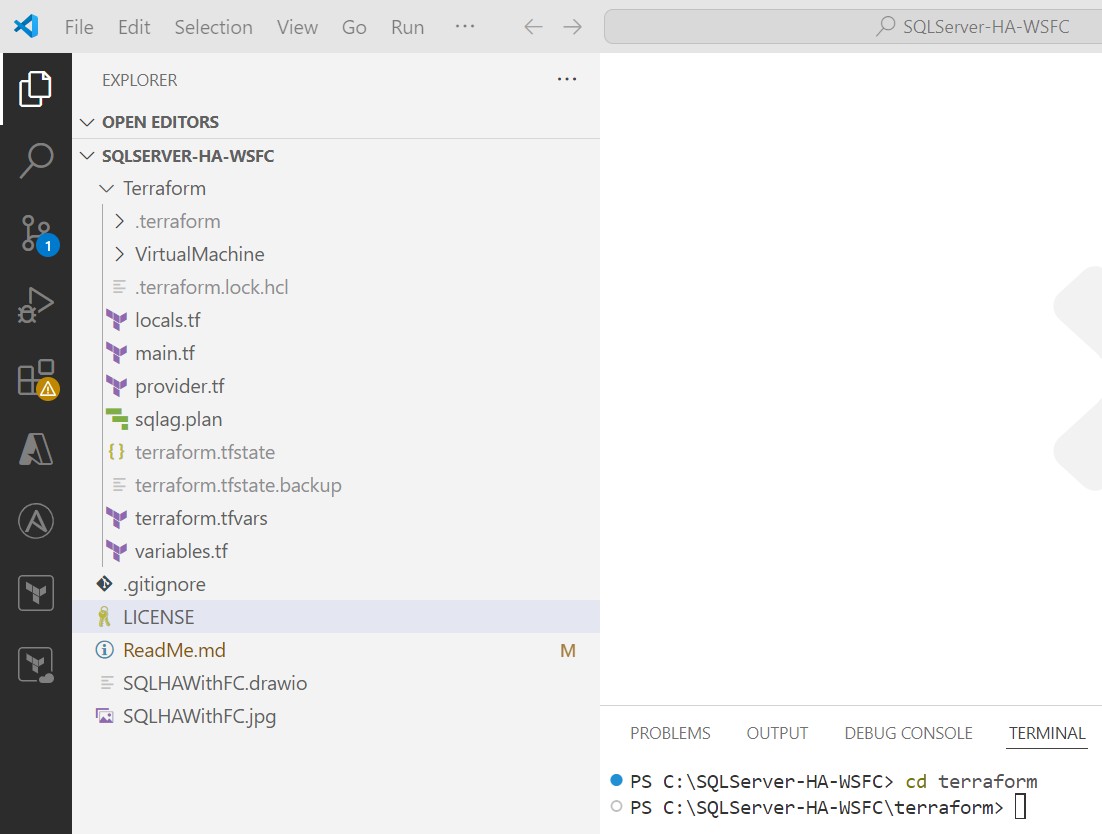 File Edit Selection View Go Run ··· SQLServer-HA-WSFC
EXPLORER ···
OPEN EDITORS
SQLSERVER-HA-WSFC
Terraform
.terraform
VirtualMachine
1
.terraform.lock.hcl
locals.tf
main.tf
provider.tf
sqlag.plan
{} terraform.tfstate
terraform.tfstate.backup
terraform.tfvars
variables.tf
.gitignore
LICENSE
ReadMe.md M
SQLHAWithFC.drawio
SQLHAWithFC.jpg
PROBLEMS OUTPUT DEBUG CONSOLE TERMINAL
PS C:\SQLServer-HA-WSFC> cd terraform
PS C:\SQLServer-HA-WSFC\terraform>